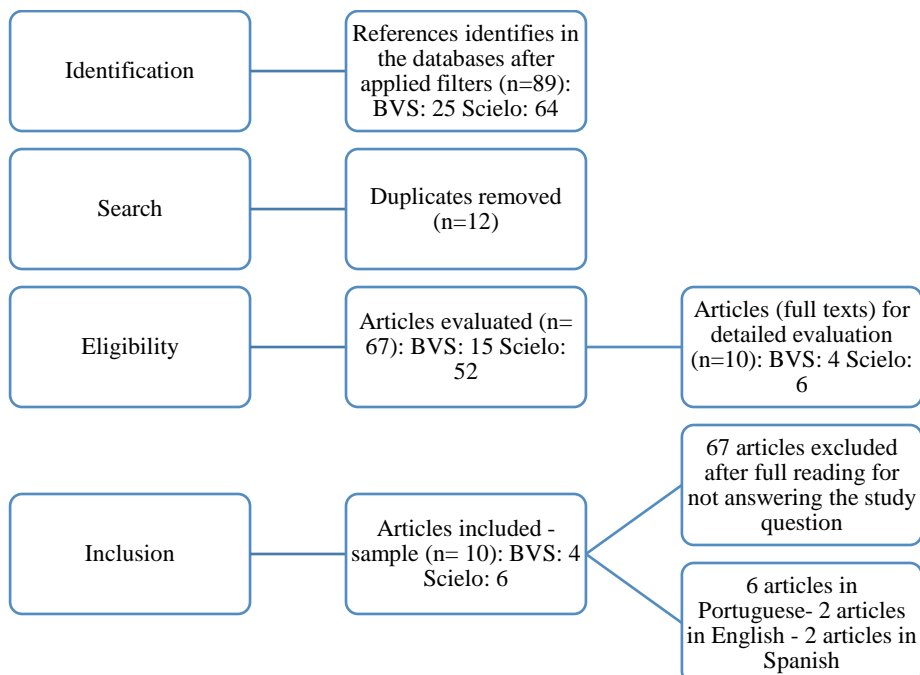 Identification
References identifies in
the databases after
applied filters (n=89):
BVS: 25 Scielo: 64
Search
Duplicates removed
(n=12)
Eligibility
Articles evaluated (n=
67): BVS: 15 Scielo:
52
Articles (full texts) for
detailed evaluation
(n=10): BVS: 4 Scielo:
6
Inclusion
Articles included -
sample (n= 10): BVS: 4
Scielo: 6
67 articles excluded
after full reading for
not answering the study
question
6 articles in
Portuguese- 2 articles
in English - 2 articles in
Spanish